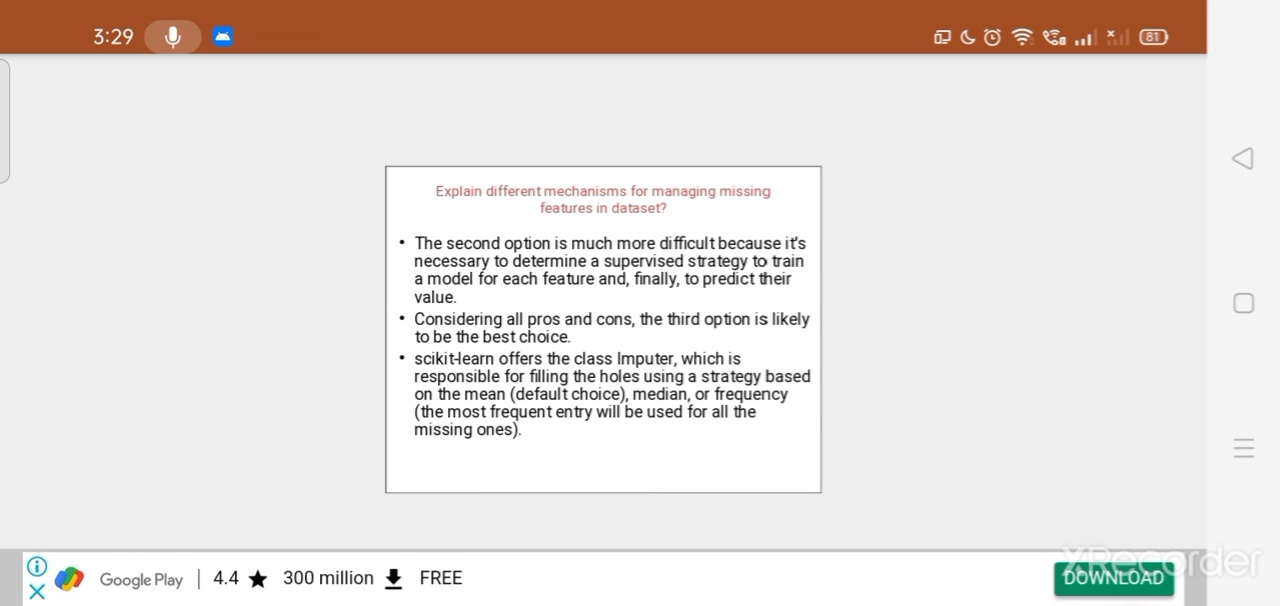 3:29
81
Explain different mechanisms for managing missing
features in dataset?
• The second option is much more difficult because it's
necessary to determine a supervised strategy to train
a model for each feature and, finally, to predict their
value.
• Considering all pros and cons, the third option is likely
to be the best choice.
• scikit-learn offers the class Imputer, which is
responsible for filling the holes using a strategy based
on the mean (default choice), median, or frequency
(the most frequent entry will be used for all the
missing ones).
XRecorder
Google Play | 4.4 ★ 300 million FREE
DOWNLOAD